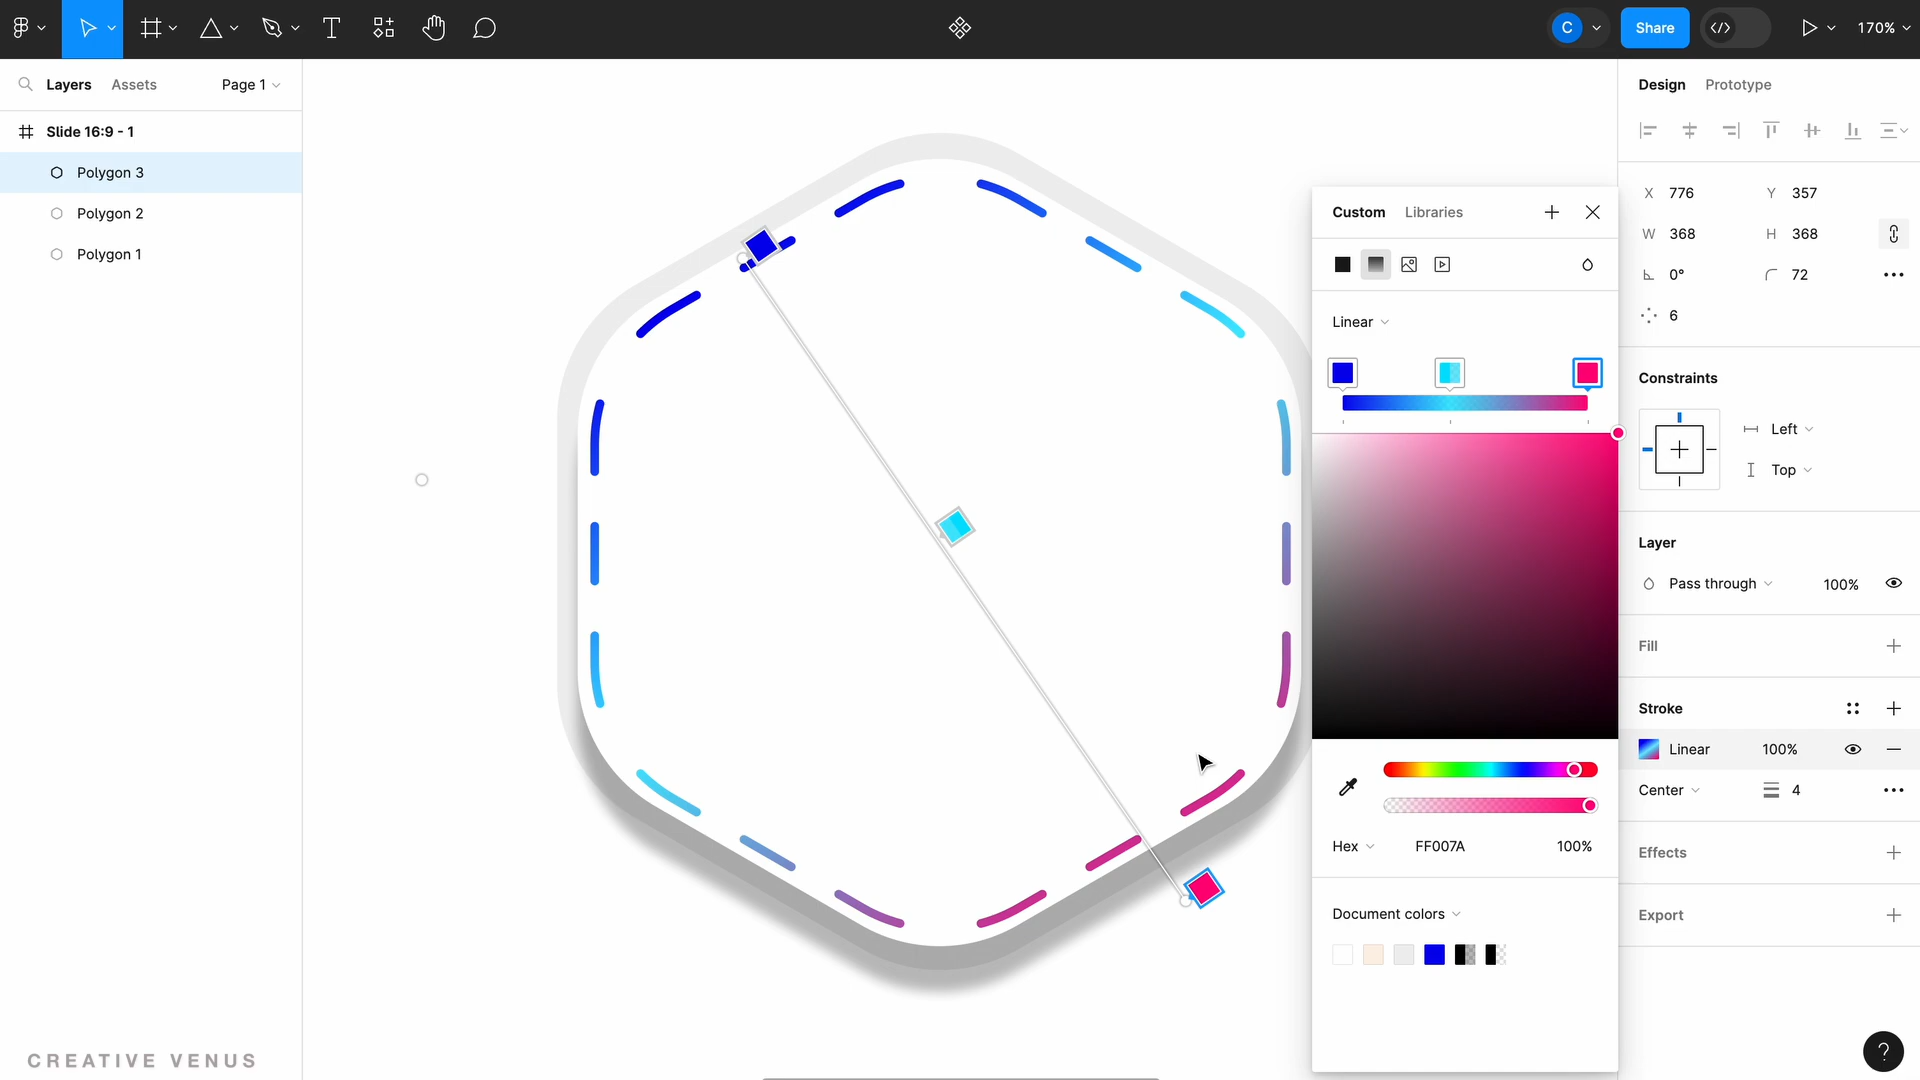 C
Share
170%
Layers
Assets
Page 1
Slide 16:9 - 1
Polygon 3
Polygon 2
Polygon 1
CREATIVE VENUS
Custom
Libraries
Linear
Hex
FF007A
100%
Document colors
Design
Prototype
X 776
Y 357
W 368
H 368
0°
72
6
Constraints
Left
Top
Layer
Pass through
100%
Fill
Stroke
Linear
100%
Center
4
Effects
Export
?